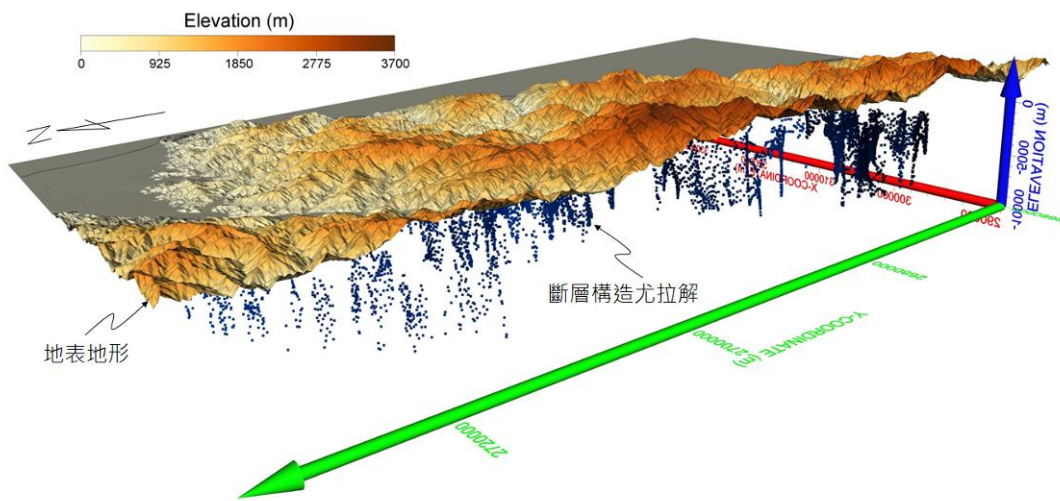 Elevation (m)
0 925 1850 2775 3700
N
0
-5000
-10000
ELEVATION (m)
X-COORDINATE (m)
310000
300000
290000
2680000
2700000
2720000
Y-COORDINATE (m)
斷層構造尤拉解
地表地形